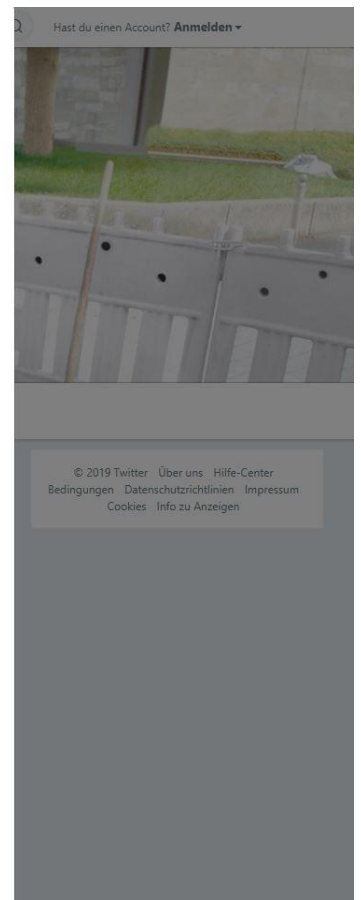 Hast du einen Account? Anmelden
© 2019 Twitter Über uns Hilfe-Center
Bedingungen Datenschutzrichtlinien Impressum
Cookies Info zu Anzeigen